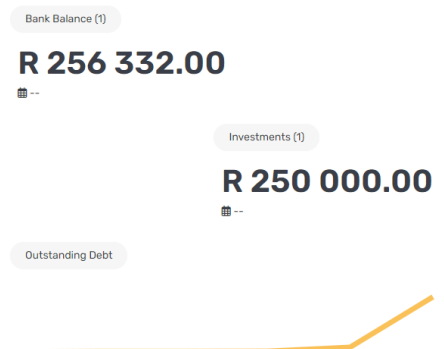 Bank Balance (1)
R 256 332.00
--
Investments (1)
R 250 000.00
--
Outstanding Debt